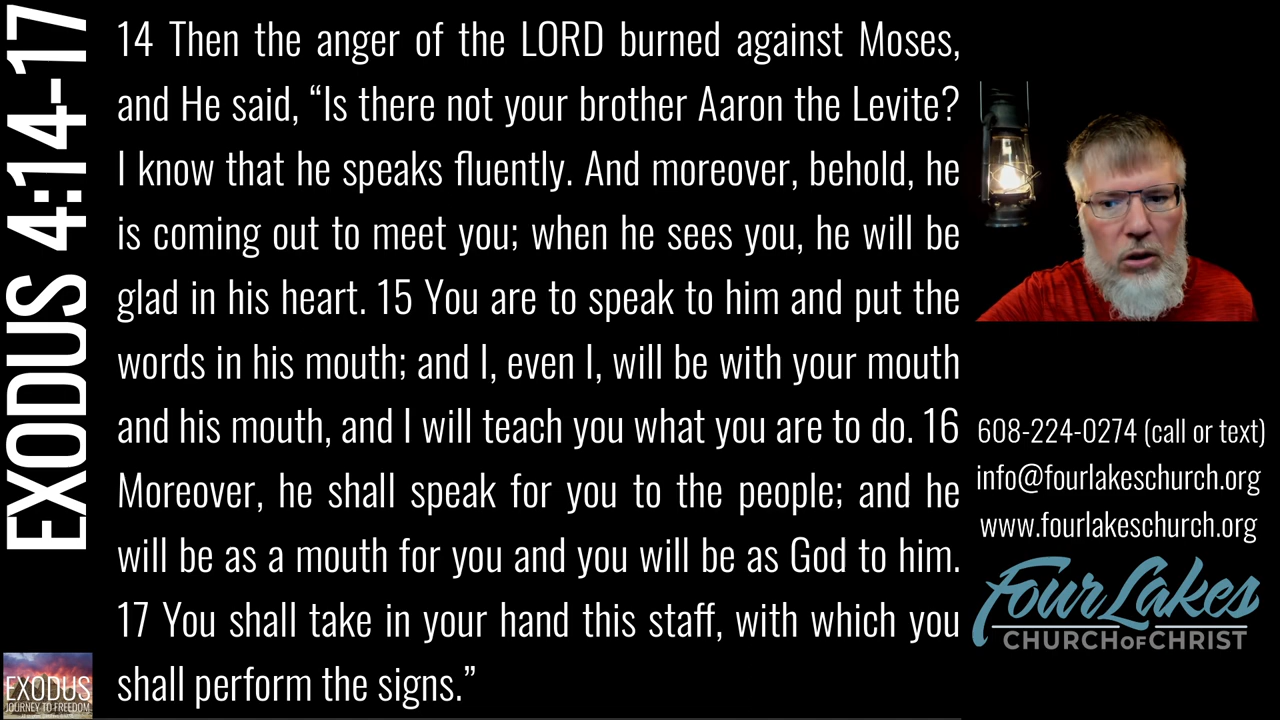 EXODUS 4:14-17
14 Then the anger of the LORD burned against Moses,
and He said, “Is there not your brother Aaron the Levite?
I know that he speaks fluently. And moreover, behold, he
is coming out to meet you; when he sees you, he will be
glad in his heart. 15 You are to speak to him and put the
words in his mouth; and I, even I, will be with your mouth
and his mouth, and I will teach you what you are to do. 16
Moreover, he shall speak for you to the people; and he
will be as a mouth for you and you will be as God to him.
17 You shall take in your hand this staff, with which you
shall perform the signs.”
608-224-0274 (call or text)
info@fourlakeschurch.org
www.fourlakeschurch.org
Four Lakes
CHURCH OF CHRIST
EXODUS
JOURNEY TO FREEDOM